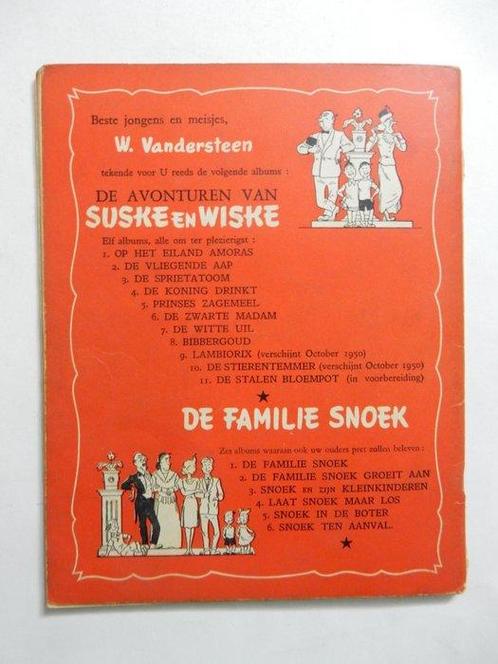 Beste jongens en meisjes,
W. Vandersteen
tekende voor U reeds de volgende albums :
DE AVONTUREN VAN
SUSKE EN WISKE
Elf albums, alle om ter plezierigst :
1. OP HET EILAND AMORAS
2. DE VLIEGENDE AAP
3. DE SPRIETATOOM
4. DE KONING DRINKT
5. PRINSES ZAGEMEEL
6. DE ZWARTE MADAM
7. DE WITTE UIL
8. BIBBERGOUD
9. LAMBIORIX (verschijnt October 1950)
10. DE STIERENTEMMER (verschijnt October 1950)
11. DE STALEN BLOEMPOT (in voorbereiding)
DE FAMILIE SNOEK
Zes albums waaraan ook uw ouders pret zullen beleven :
1. DE FAMILIE SNOEK
2. DE FAMILIE SNOEK GROEIT AAN
3. SNOEK EN ZIJN KLEINKINDEREN
4. LAAT SNOEK MAAR LOS
5. SNOEK IN DE BOTER
6. SNOEK TEN AANVAL.